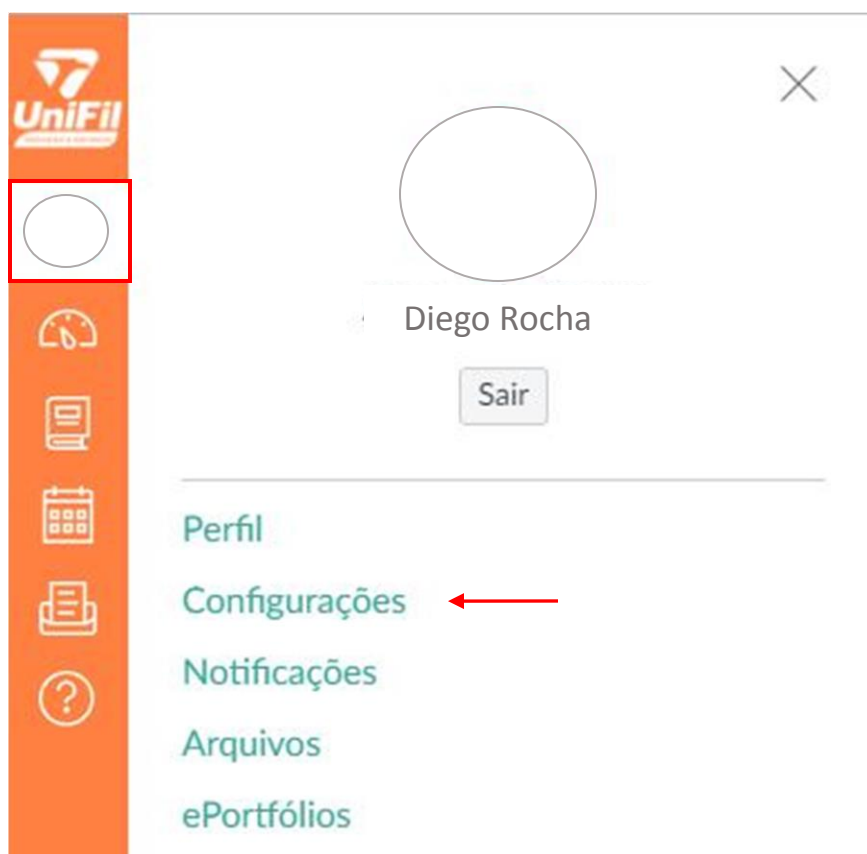 UniFil
Diego Rocha
Sair
Perfil
Configurações
Notificações
Arquivos
ePortfólios